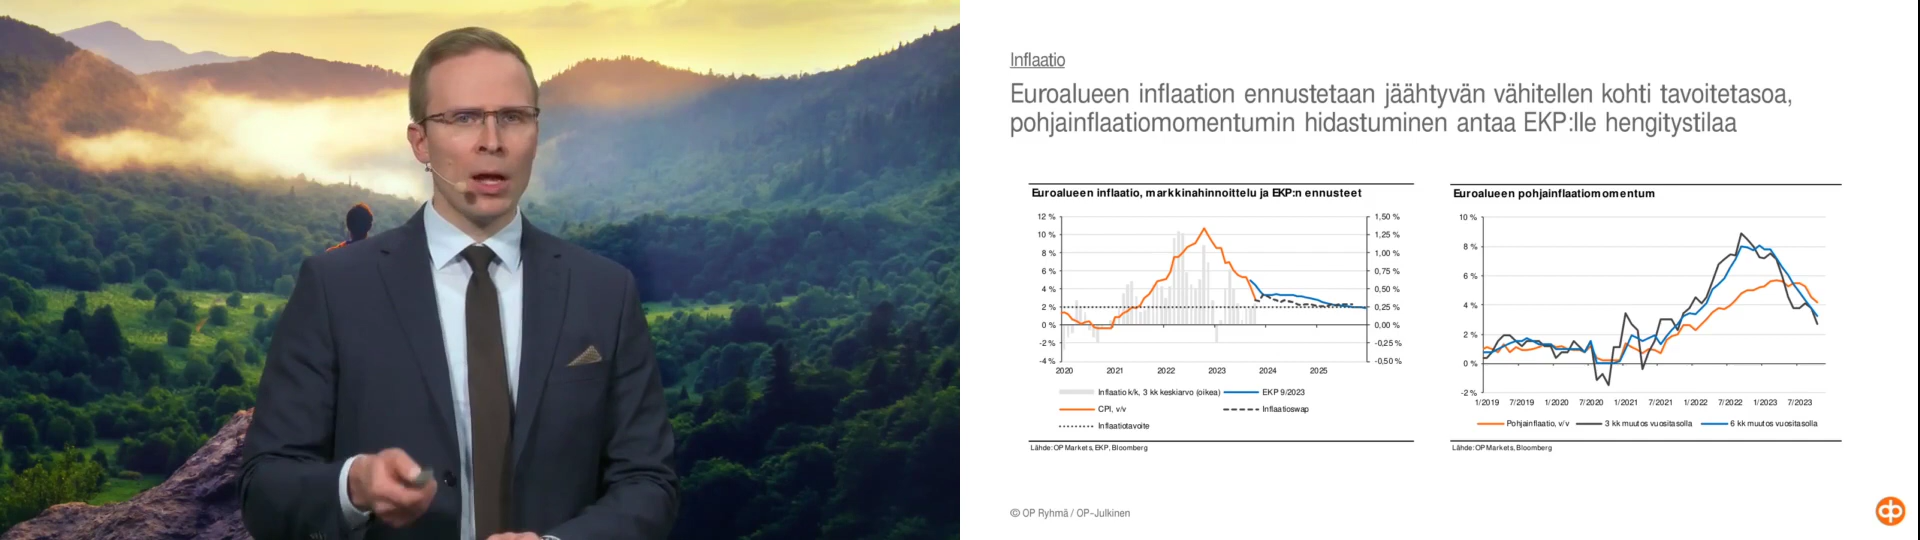 Inflaatio
Euroalueen inflaation ennustetaan jäähtyvän vähitellen kohti tavoitetasoa,
pohjainflaatiomomentumin hidastuminen antaa EKP:lle hengitystilaa
Euroalueen inflaatio, markkinahinnoittelu ja EKP:n ennusteet
12 % 1,50 %
10 % 1,25 %
8 % 1,00 %
6 % 0,75 %
4 % 0,50 %
2 % 0,25 %
0 % 0,00 %
-2 % -0,25 %
-4 % -0,50 %
2020 2021 2022 2023 2024 2025
Inflaatio k/k, 3 kk keskiarvo (oikea) EKP 9/2023
CPI, v/v Inflaatioswap
Inflaatiotavoite
Lähde: OP Markets, EKP, Bloomberg
Euroalueen pohjainflaatiomomentum
10 %
8 %
6 %
4 %
2 %
0 %
-2 %
1/2019 7/2019 1/2020 7/2020 1/2021 7/2021 1/2022 7/2022 1/2023 7/2023
Pohjainflaatio, v/v 3 kk muutos vuositasolla 6 kk muutos vuositasolla
Lähde: OP Markets, Bloomberg
© OP Ryhmä / OP-Julkinen